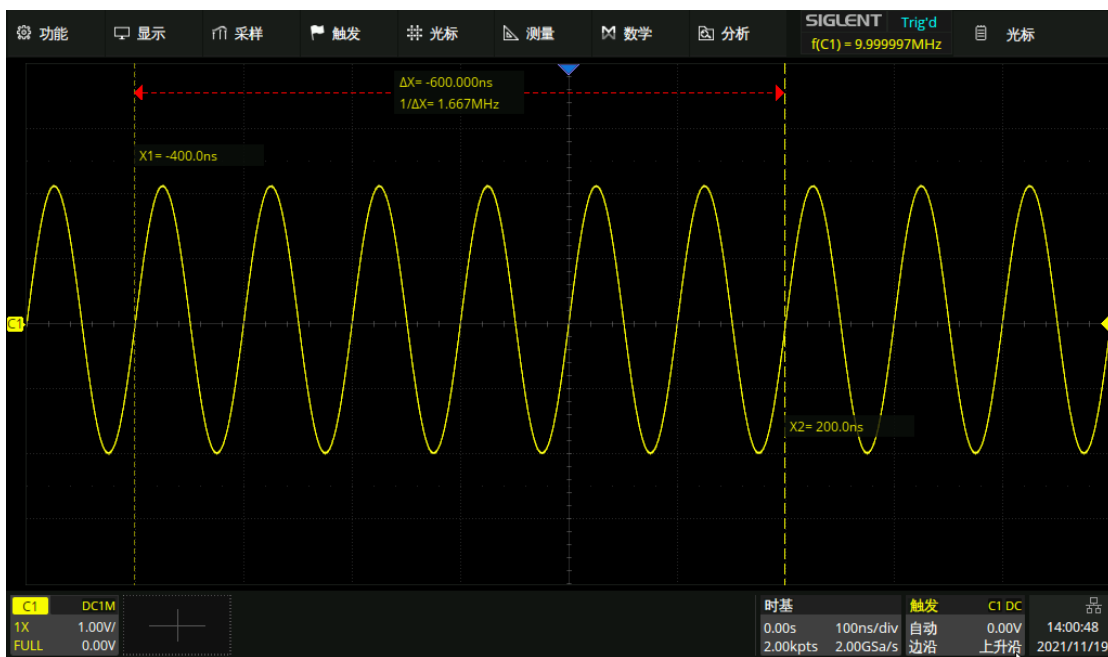 功能 显示 采样 触发 光标 测量 数学 分析 SIGLENT Trig'd 光标
f(C1) = 9.999997MHz
ΔX= -600.000ns
1/ΔX= 1.667MHz
X1= -400.0ns
C1
X2= 200.0ns
C1 DC1M
1X 1.00V/
FULL 0.00V
时基
0.00s 100ns/div
2.00kpts 2.00GSa/s
触发 C1 DC
自动 0.00V
边沿 上升沿
14:00:48
2021/11/19